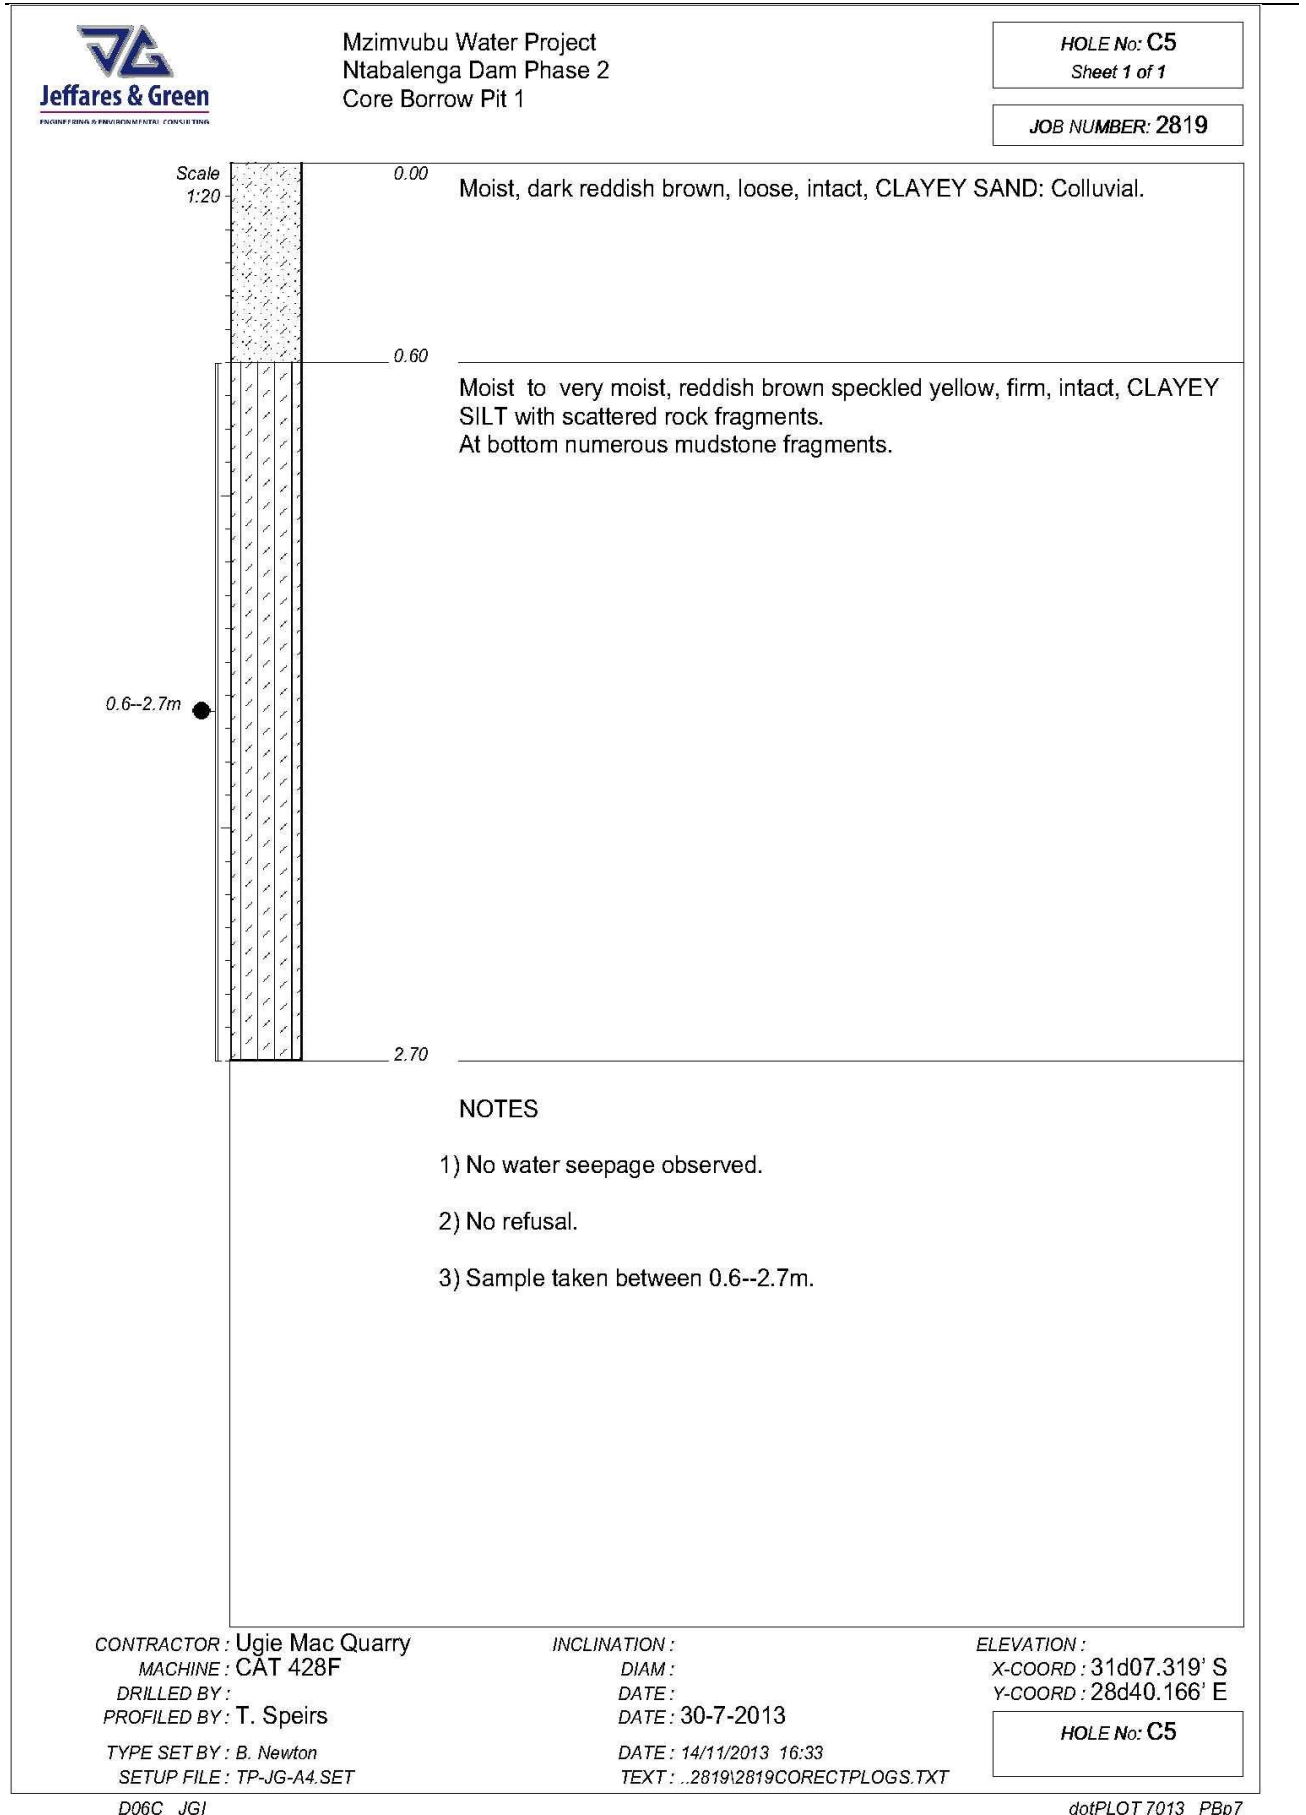 Jeffares & Green
ENGINEERING & ENVIRONMENTAL CONSULTING
Mzimvubu Water Project
Ntabalenga Dam Phase 2
Core Borrow Pit 1
HOLE No: C5
Sheet 1 of 1
JOB NUMBER: 2819
Scale
1:20
0.00
Moist, dark reddish brown, loose, intact, CLAYEY SAND: Colluvial.
0.60
Moist to very moist, reddish brown speckled yellow, firm, intact, CLAYEY
SILT with scattered rock fragments.
At bottom numerous mudstone fragments.
0.6--2.7m
2.70
NOTES
1) No water seepage observed.
2) No refusal.
3) Sample taken between 0.6--2.7m.
CONTRACTOR : Ugie Mac Quarry
MACHINE : CAT 428F
DRILLED BY :
PROFILED BY : T. Speirs
TYPE SET BY : B. Newton
SETUP FILE : TP-JG-A4.SET
INCLINATION :
DIAM :
DATE :
DATE : 30-7-2013
DATE : 14/11/2013 16:33
TEXT : ..2819\2819CORECTPLOGS.TXT
ELEVATION :
X-COORD : 31d07.319' S
Y-COORD : 28d40.166' E
HOLE No: C5
D06C JGI
dotPLOT 7013 PBp7